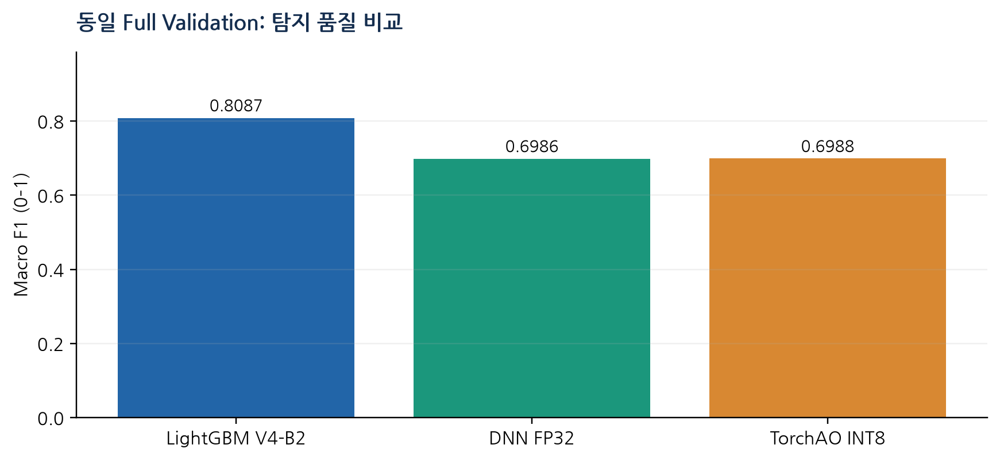 동일 Full Validation: 탐지 품질 비교
Macro F1 (0-1)
0.8
0.6
0.4
0.2
0.0
0.8087
0.6986
0.6988
LightGBM V4-B2
DNN FP32
TorchAO INT8